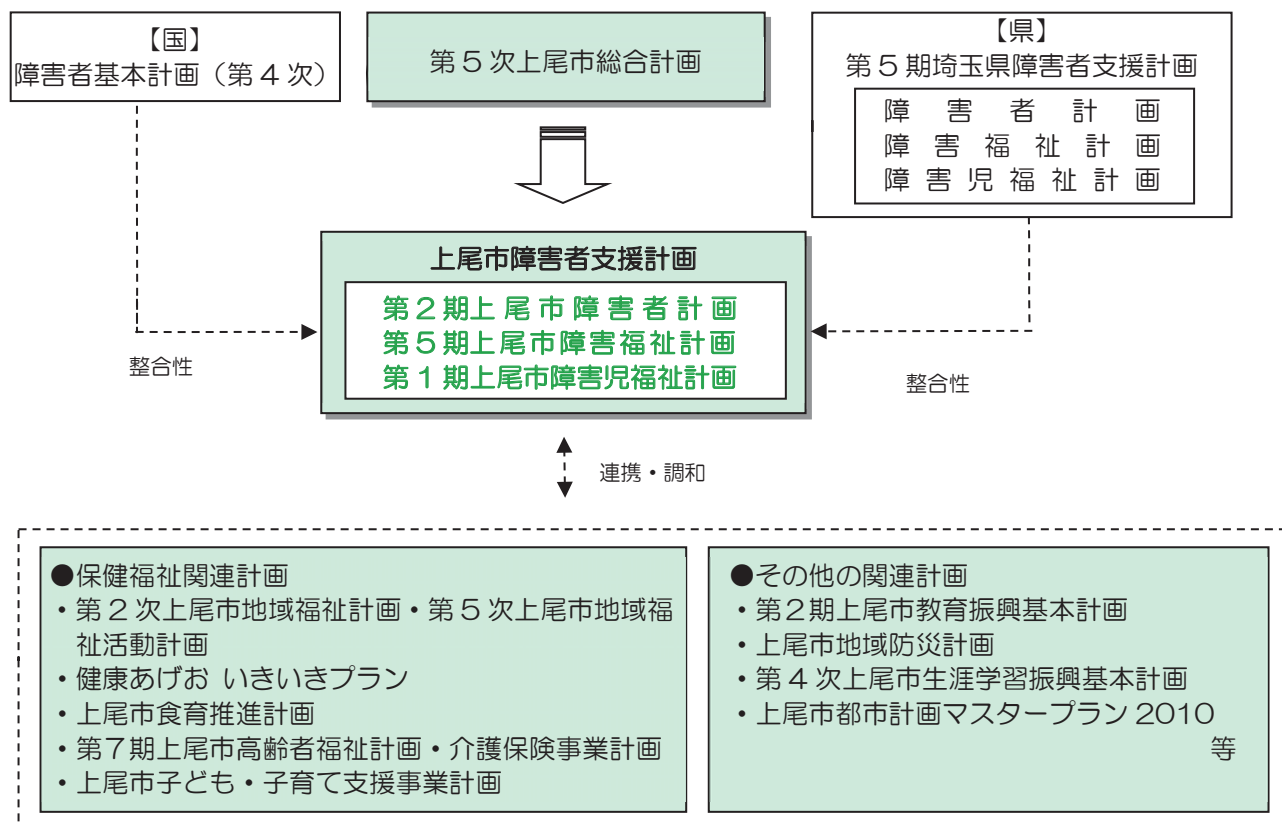 【国】
障害者基本計画（第4次）
第5次上尾市総合計画
【県】
第5期埼玉県障害者支援計画
障害者計画
障害福祉計画
障害児福祉計画
上尾市障害者支援計画
第2期上尾市障害者計画
第5期上尾市障害福祉計画
第1期上尾市障害児福祉計画
整合性
整合性
連携・調和
●保健福祉関連計画
・第2次上尾市地域福祉計画・第5次上尾市地域福
祉活動計画
・健康あげお いきいきプラン
・上尾市食育推進計画
・第7期上尾市高齢者福祉計画・介護保険事業計画
・上尾市子ども・子育て支援事業計画
●その他の関連計画
・第2期上尾市教育振興基本計画
・上尾市地域防災計画
・第4次上尾市生涯学習振興基本計画
・上尾市都市計画マスタープラン2010
等